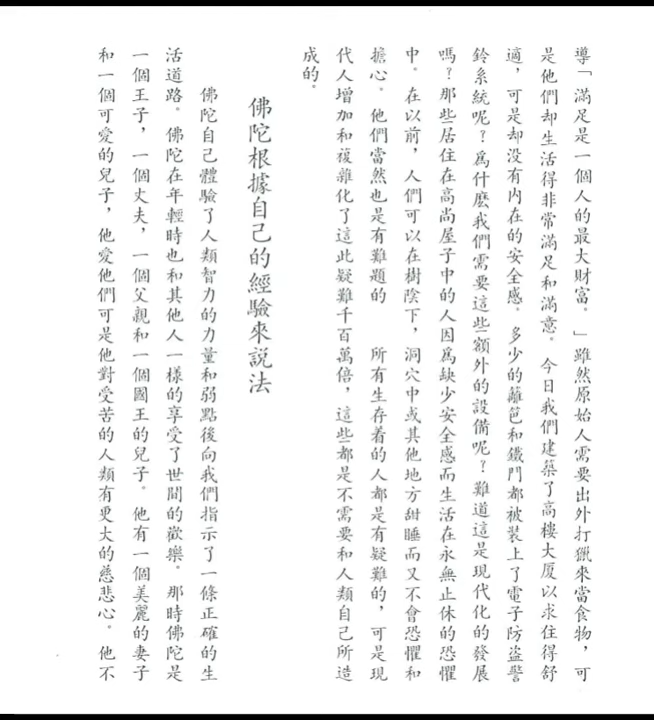 導「滿足是一個人的最大財富。」雖然原始人需要出外打獵來當食物，可
是他們却生活得非常滿足和滿意。今日我們建築了高樓大厦以求住得舒
適，可是却没有内在的安全感。多少的籬笆和鐵門都被裝上了電子防盗警
鈴系統呢？爲什麽我們需要這些額外的設備呢？難道這是現代化的發展
嗎？那些居住在高尚屋子中的人因爲缺少安全感而生活在永無止休的恐懼
中。在以前，人們可以在樹陰下，洞穴中或其他地方甜睡而又不會恐懼和
擔心。他們當然也是有難題的　　所有生存着的人都是有疑難的，可是現
代人增加和複雜化了這此疑難千百萬倍，這些都是不需要和人類自己所造
成的。
佛陀根據自己的經驗來説法
佛陀自己體驗了人類智力的力量和弱點後向我們指示了一條正確的生
活道路。佛陀在年輕時也和其他人一樣的享受了世間的歡樂。那時佛陀是
一個王子，一個丈夫，一個父親和一個國王的兒子。他有一個美麗的妻子
和一個可愛的兒子，他愛他們可是他對受苦的人類有更大的慈悲心。他不